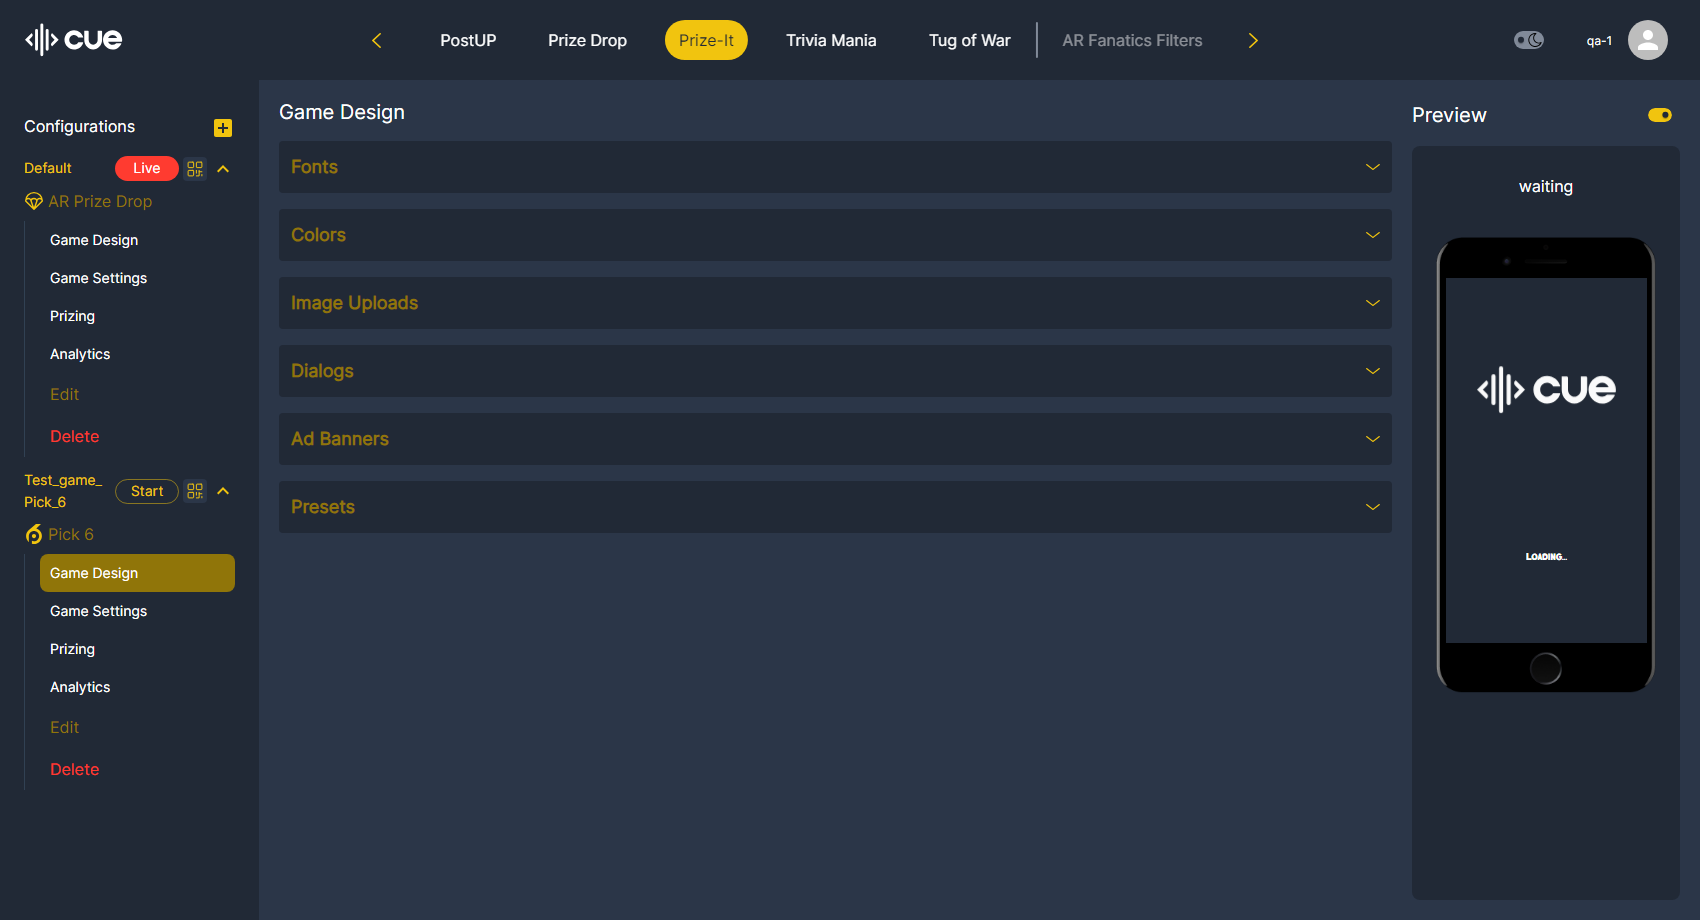 cue
PostUP
Prize Drop
Prize-It
Trivia Mania
Tug of War
AR Fanatics Filters
qa-1
Configurations
Default
Live
AR Prize Drop
Game Design
Game Settings
Prizing
Analytics
Edit
Delete
Test_game_
Pick_6
Start
Pick 6
Game Design
Game Settings
Prizing
Analytics
Edit
Delete
Game Design
Fonts
Colors
Image Uploads
Dialogs
Ad Banners
Presets
Preview
waiting
cue
LOADING...